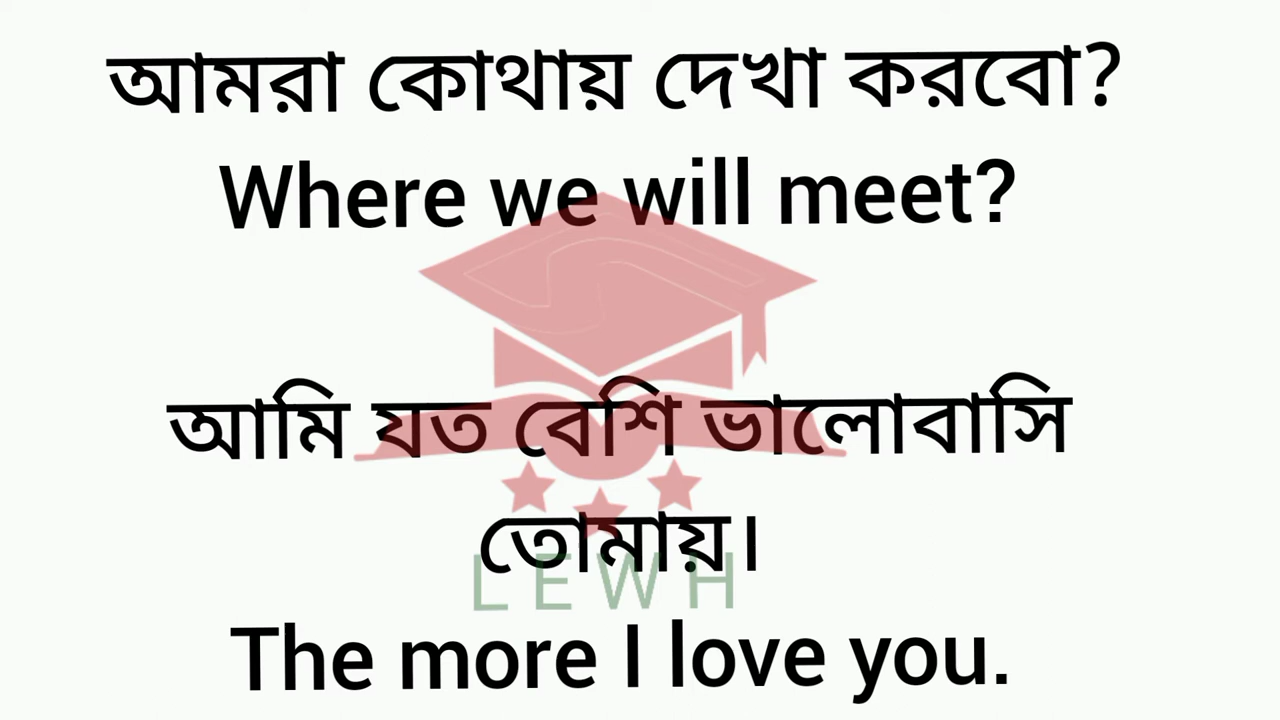 আমরা কোথায় দেখা করবো?
Where we will meet?
আমি যত বেশি ভালোবাসি
তোমায়।
LEWH
The more I love you.